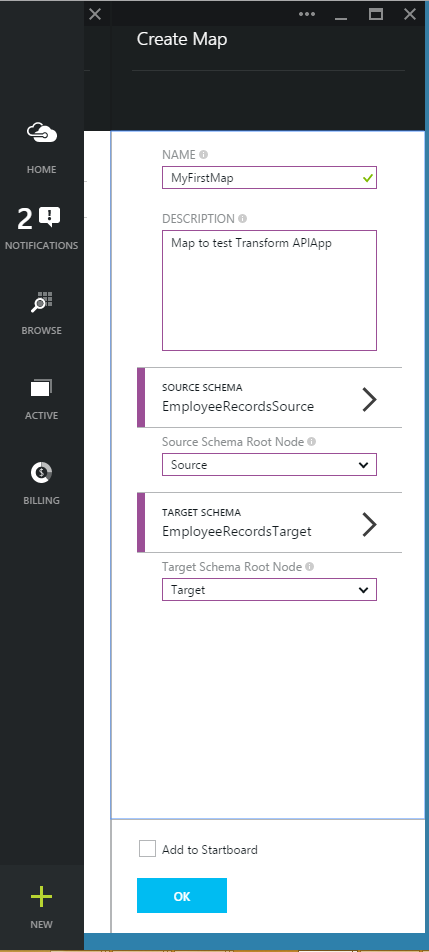 Create Map
HOME
2
NOTIFICATIONS
BROWSE
ACTIVE
BILLING
NEW
NAME
MyFirstMap
DESCRIPTION
Map to test Transform APIApp
SOURCE SCHEMA
EmployeeRecordsSource
Source Schema Root Node
Source
TARGET SCHEMA
EmployeeRecordsTarget
Target Schema Root Node
Target
Add to Startboard
OK